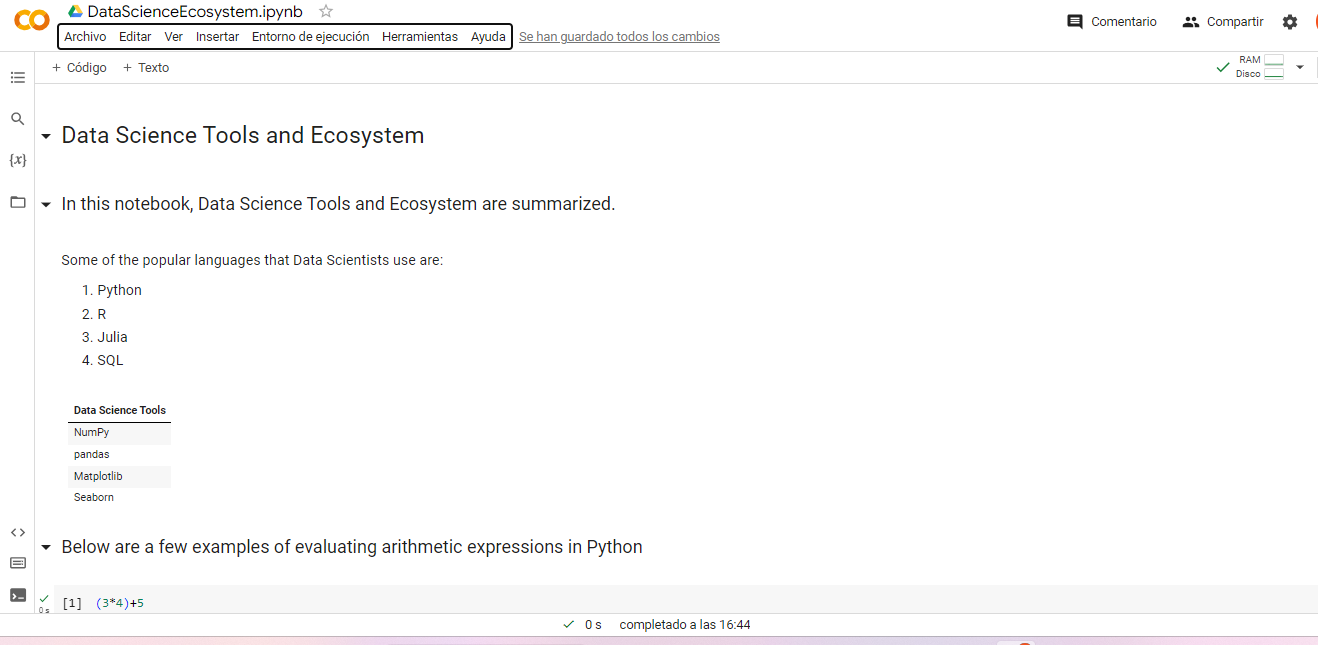 DataScienceEcosystem.ipynb
Archivo Editar Ver Insertar Entorno de ejecución Herramientas Ayuda Se han guardado todos los cambios
Comentario Compartir
+ Código + Texto
RAM
Disco
{x}
Data Science Tools and Ecosystem
In this notebook, Data Science Tools and Ecosystem are summarized.
Some of the popular languages that Data Scientists use are:
1. Python
2. R
3. Julia
4. SQL
Data Science Tools
NumPy
pandas
Matplotlib
Seaborn
Below are a few examples of evaluating arithmetic expressions in Python
[1] (3*4)+5
0 s
0 s completado a las 16:44